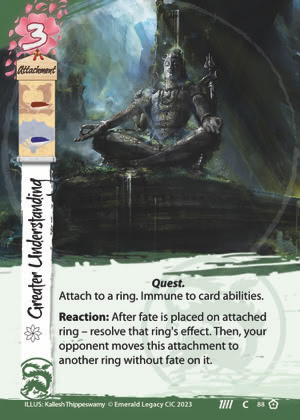 3
Attachment
Greater Understanding
Quest.
Attach to a ring. Immune to card abilities.
Reaction: After fate is placed on attached
ring – resolve that ring's effect. Then, your
opponent moves this attachment to
another ring without fate on it.
ILLUS: Kallesh Thippeswamy © Emerald Legacy CIC 2023
C
88